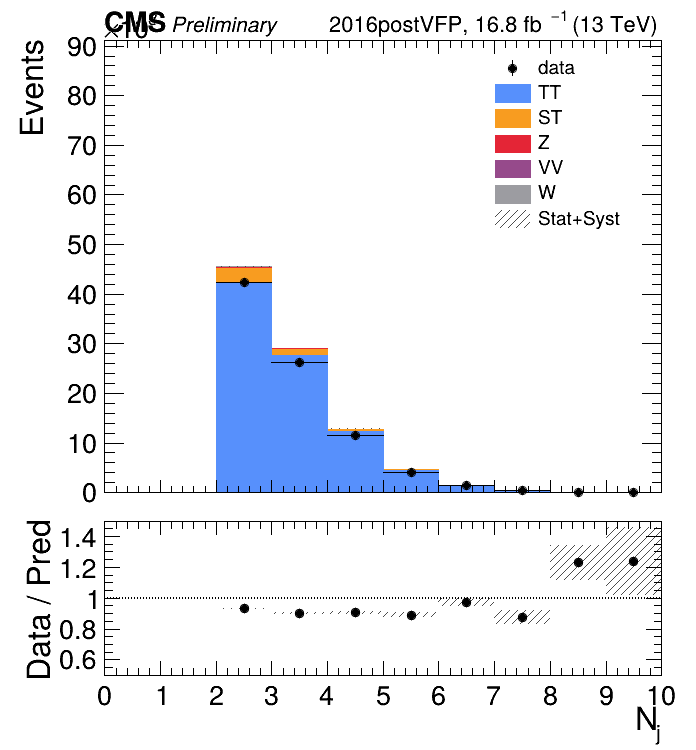 CMS Preliminary 2016postVFP, 16.8 fb⁻¹ (13 TeV)
Events
90
80
70
60
50
40
30
20
10
0
data
TT
ST
Z
VV
W
Stat+Syst
Data / Pred
1.4
1.2
1
0.8
0.6
0 1 2 3 4 5 6 7 8 9 10
N_j